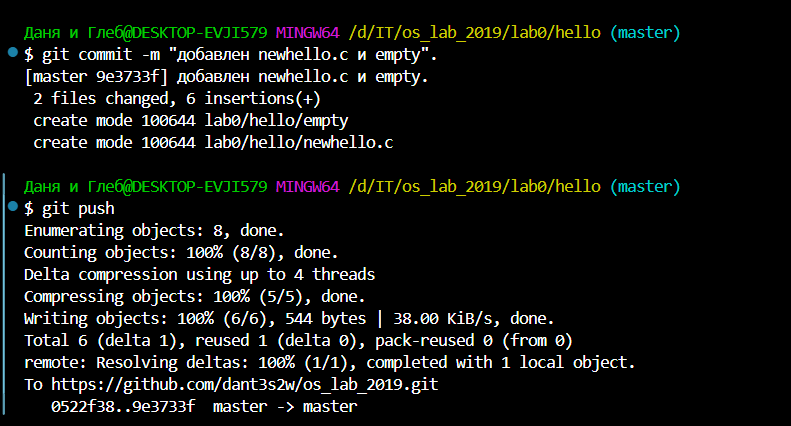 Даня и Глеб@DESKTOP-EVJI579 MINGW64 /d/IT/os_lab_2019/lab0/hello (master)
$ git commit -m "добавлен newhello.c и empty".
[master 9e3733f] добавлен newhello.c и empty.
 2 files changed, 6 insertions(+)
 create mode 100644 lab0/hello/empty
 create mode 100644 lab0/hello/newhello.c

Даня и Глеб@DESKTOP-EVJI579 MINGW64 /d/IT/os_lab_2019/lab0/hello (master)
$ git push
Enumerating objects: 8, done.
Counting objects: 100% (8/8), done.
Delta compression using up to 4 threads
Compressing objects: 100% (5/5), done.
Writing objects: 100% (6/6), 544 bytes | 38.00 KiB/s, done.
Total 6 (delta 1), reused 1 (delta 0), pack-reused 0 (from 0)
remote: Resolving deltas: 100% (1/1), completed with 1 local object.
To https://github.com/dant3s2w/os_lab_2019.git
   0522f38..9e3733f  master -> master